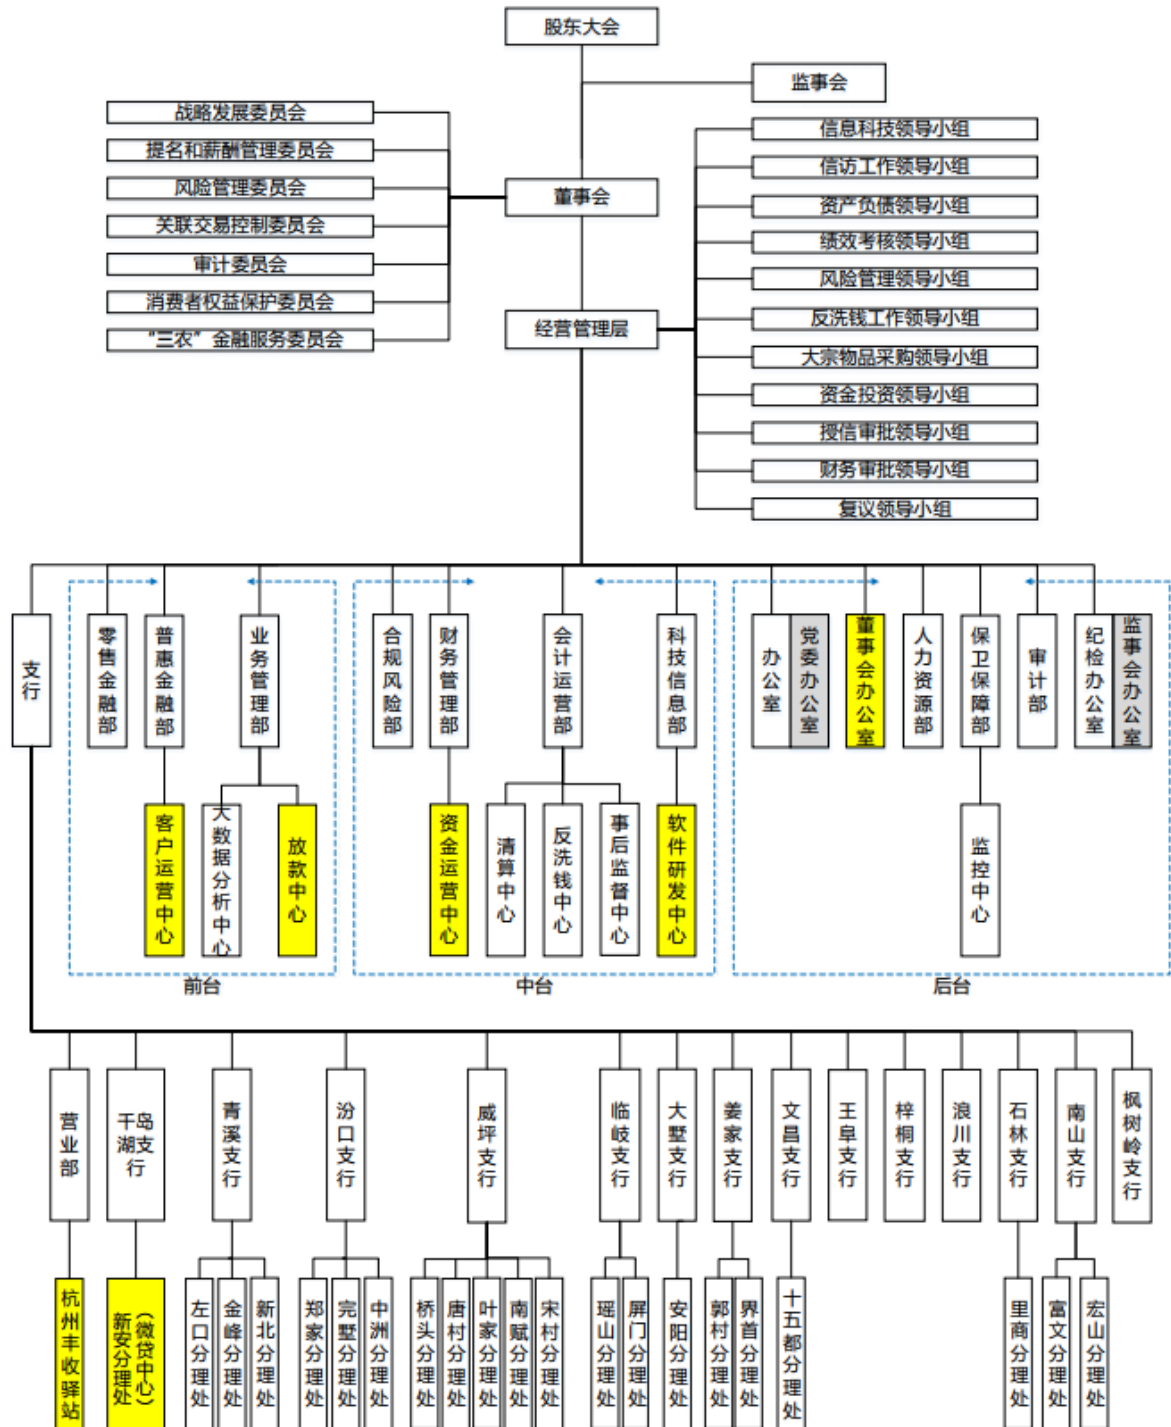 股东大会
监事会
战略发展委员会
提名和薪酬管理委员会
风险管理委员会
关联交易控制委员会
审计委员会
消费者权益保护委员会
“三农”金融服务委员会
董事会
经营管理层
信息科技领导小组
信访工作领导小组
资产负债领导小组
绩效考核领导小组
风险管理领导小组
反洗钱工作领导小组
大宗物品采购领导小组
资金投资领导小组
授信审批领导小组
财务审批领导小组
复议领导小组
支行
零售金融部
普惠金融部
业务管理部
合规风险部
财务管理部
会计运营部
科技信息部
办公室
党委办公室
董事会办公室
人力资源部
保卫保障部
审计部
纪检办公室
监事会办公室
客户运营中心
大数据分析中心
放款中心
资金运营中心
清算中心
反洗钱中心
事后监督中心
软件研发中心
监控中心
前台
中台
后台
营业部
千岛湖支行
青溪支行
汾口支行
威坪支行
临岐支行
大墅支行
姜家支行
文昌支行
王阜支行
梓桐支行
浪川支行
石林支行
南山支行
枫树岭支行
杭州丰收驿站
新安分理处
（微贷中心）
左口分理处
金峰分理处
新北分理处
郑家分理处
完墅分理处
中洲分理处
桥头分理处
唐村分理处
叶家分理处
南赋分理处
宋村分理处
瑶山分理处
屏门分理处
安阳分理处
郭村分理处
界首分理处
十五都分理处
里商分理处
富文分理处
宏山分理处